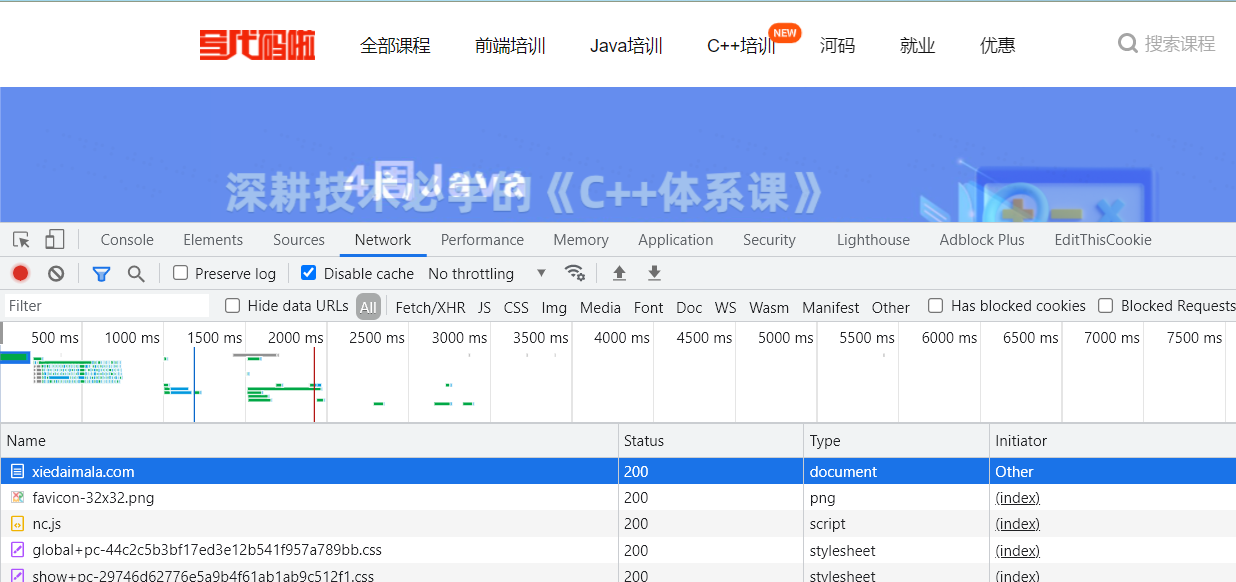 写代码啦 全部课程 前端培训 Java培训 C++培训 NEW 河码 就业 优惠 搜索课程
4周Java
深耕技术必学的《C++体系课》
Console Elements Sources Network Performance Memory Application Security Lighthouse Adblock Plus EditThisCookie
Preserve log Disable cache No throttling
Filter Hide data URLs All Fetch/XHR JS CSS Img Media Font Doc WS Wasm Manifest Other Has blocked cookies Blocked Requests
500 ms 1000 ms 1500 ms 2000 ms 2500 ms 3000 ms 3500 ms 4000 ms 4500 ms 5000 ms 5500 ms 6000 ms 6500 ms 7000 ms 7500 ms
Name Status Type Initiator
xiedaimala.com 200 document Other
favicon-32x32.png 200 png (index)
nc.js 200 script (index)
global+pc-44c2c5b3bf17ed3e12b541f957a789bb.css 200 stylesheet (index)
show+pc-29746d62776e5a9b4f61ab1ab9c512f1.css 200 stylesheet (index)